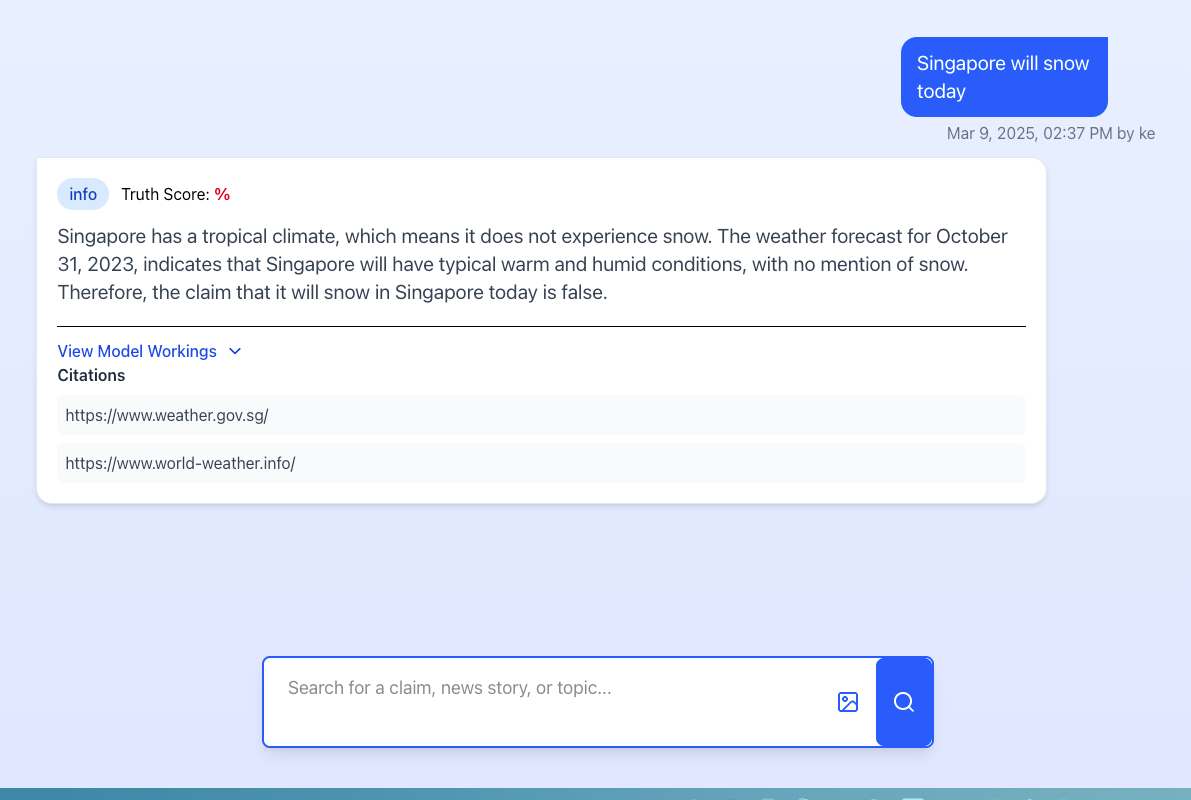 Singapore will snow
today
Mar 9, 2025, 02:37 PM by ke
info Truth Score: %
Singapore has a tropical climate, which means it does not experience snow. The weather forecast for October
31, 2023, indicates that Singapore will have typical warm and humid conditions, with no mention of snow.
Therefore, the claim that it will snow in Singapore today is false.
View Model Workings
Citations
https://www.weather.gov.sg/
https://www.world-weather.info/
Search for a claim, news story, or topic...